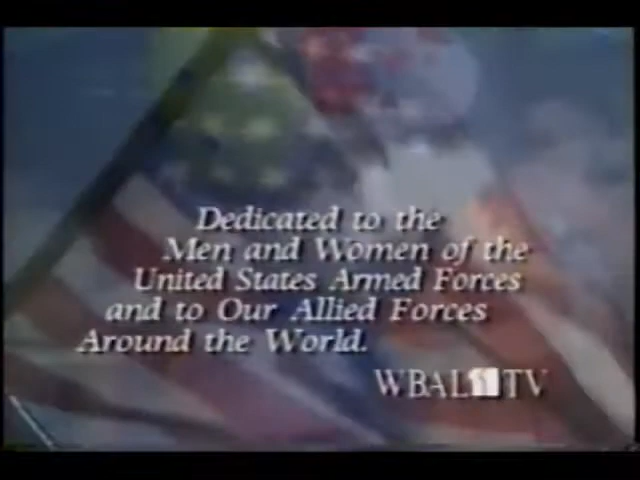 Dedicated to the
Men and Women of the
United States Armed Forces
and to Our Allied Forces
Around the World.
WBAL 11 TV